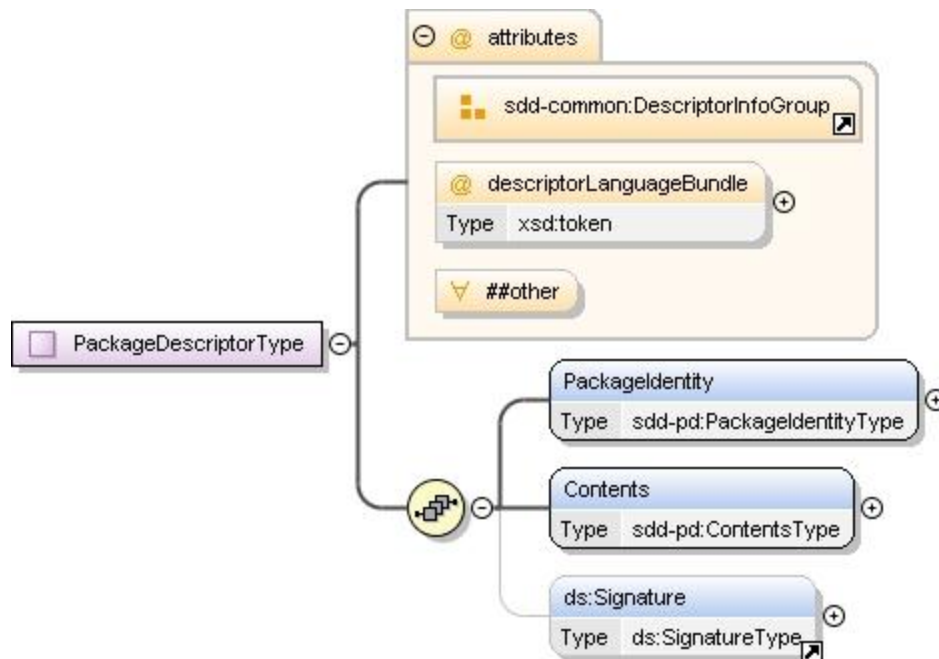 @ attributes
sdd-common:DescriptorInfoGroup
@ descriptorLanguageBundle
Type xsd:token
∀ ##other
PackageDescriptorType
PackageIdentity
Type sdd-pd:PackageIdentityType
Contents
Type sdd-pd:ContentsType
ds:Signature
Type ds:SignatureType